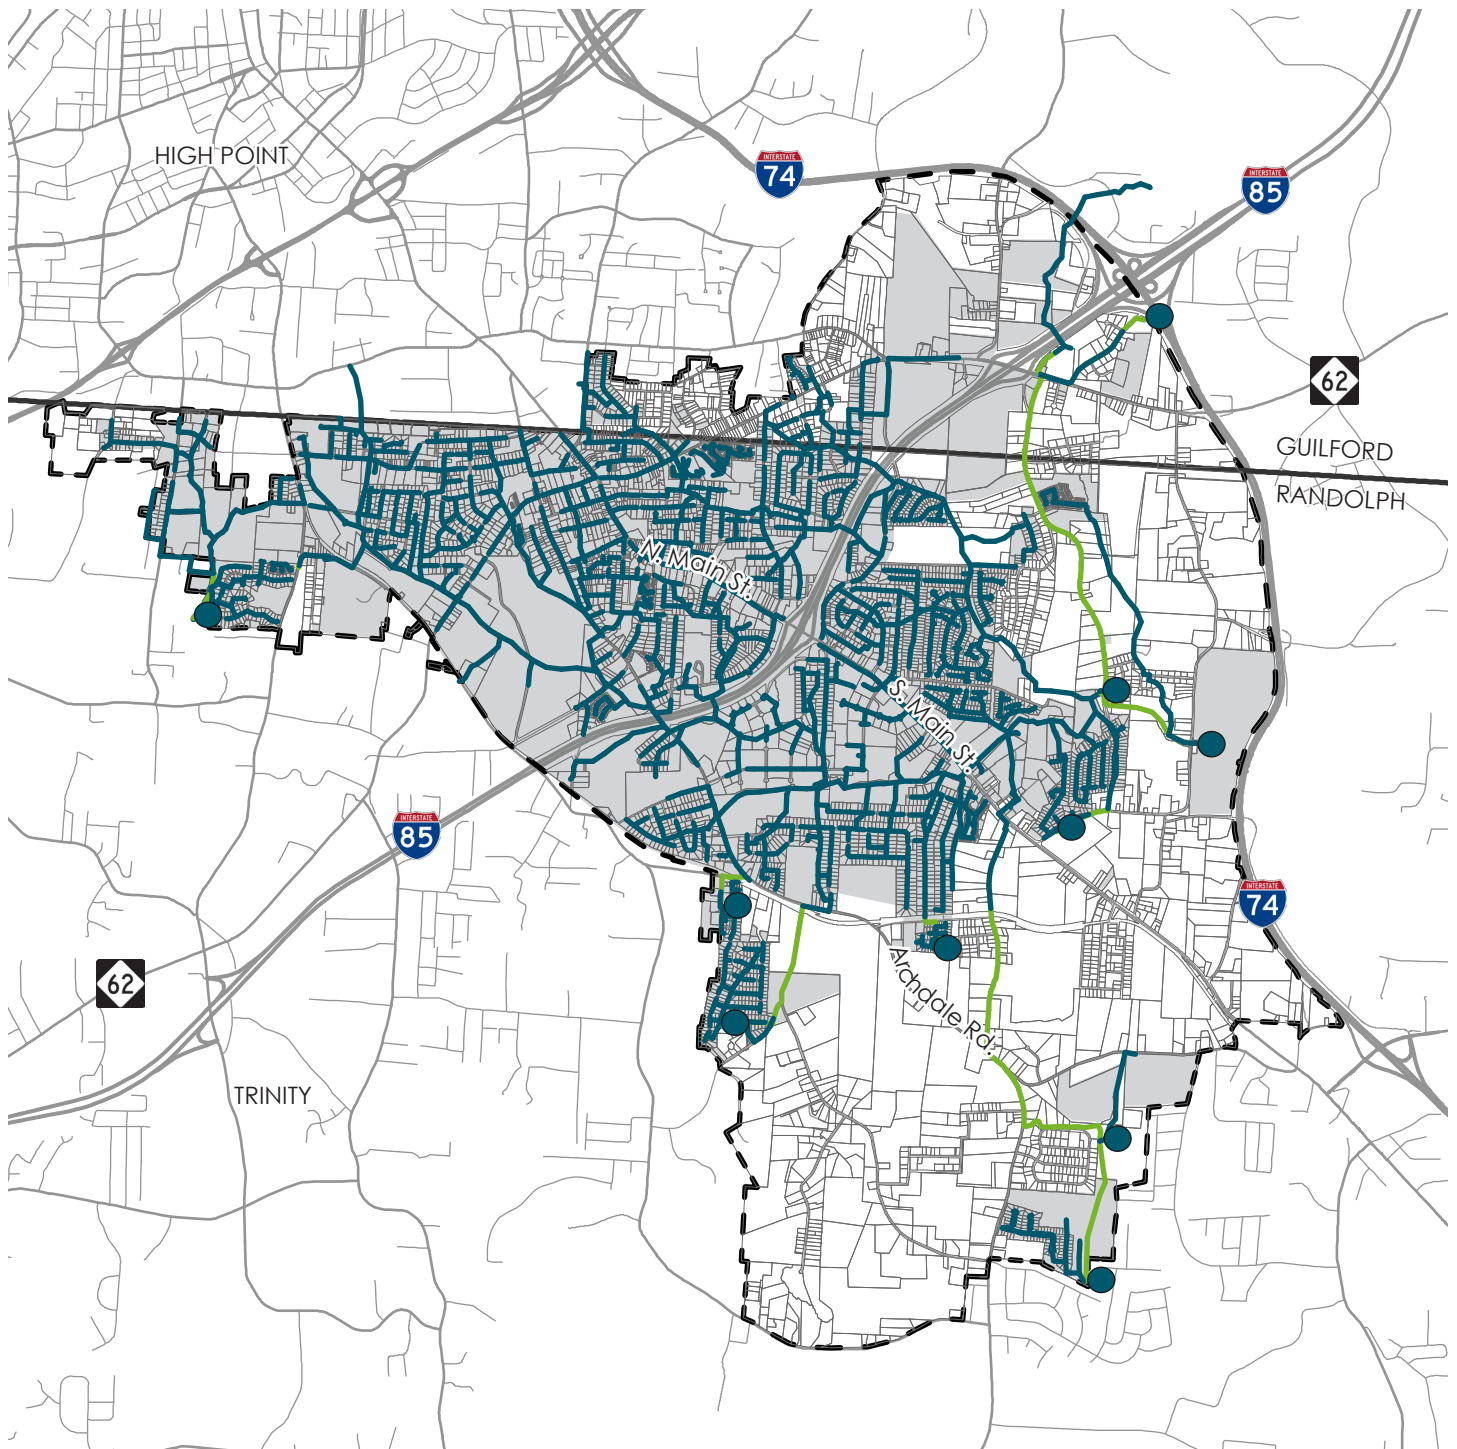 HIGH POINT
INTERSTATE
74
INTERSTATE
85
62
GUILFORD
RANDOLPH
N. Main St.
S. Main St.
INTERSTATE
85
INTERSTATE
74
62
Archdale Rd.
TRINITY